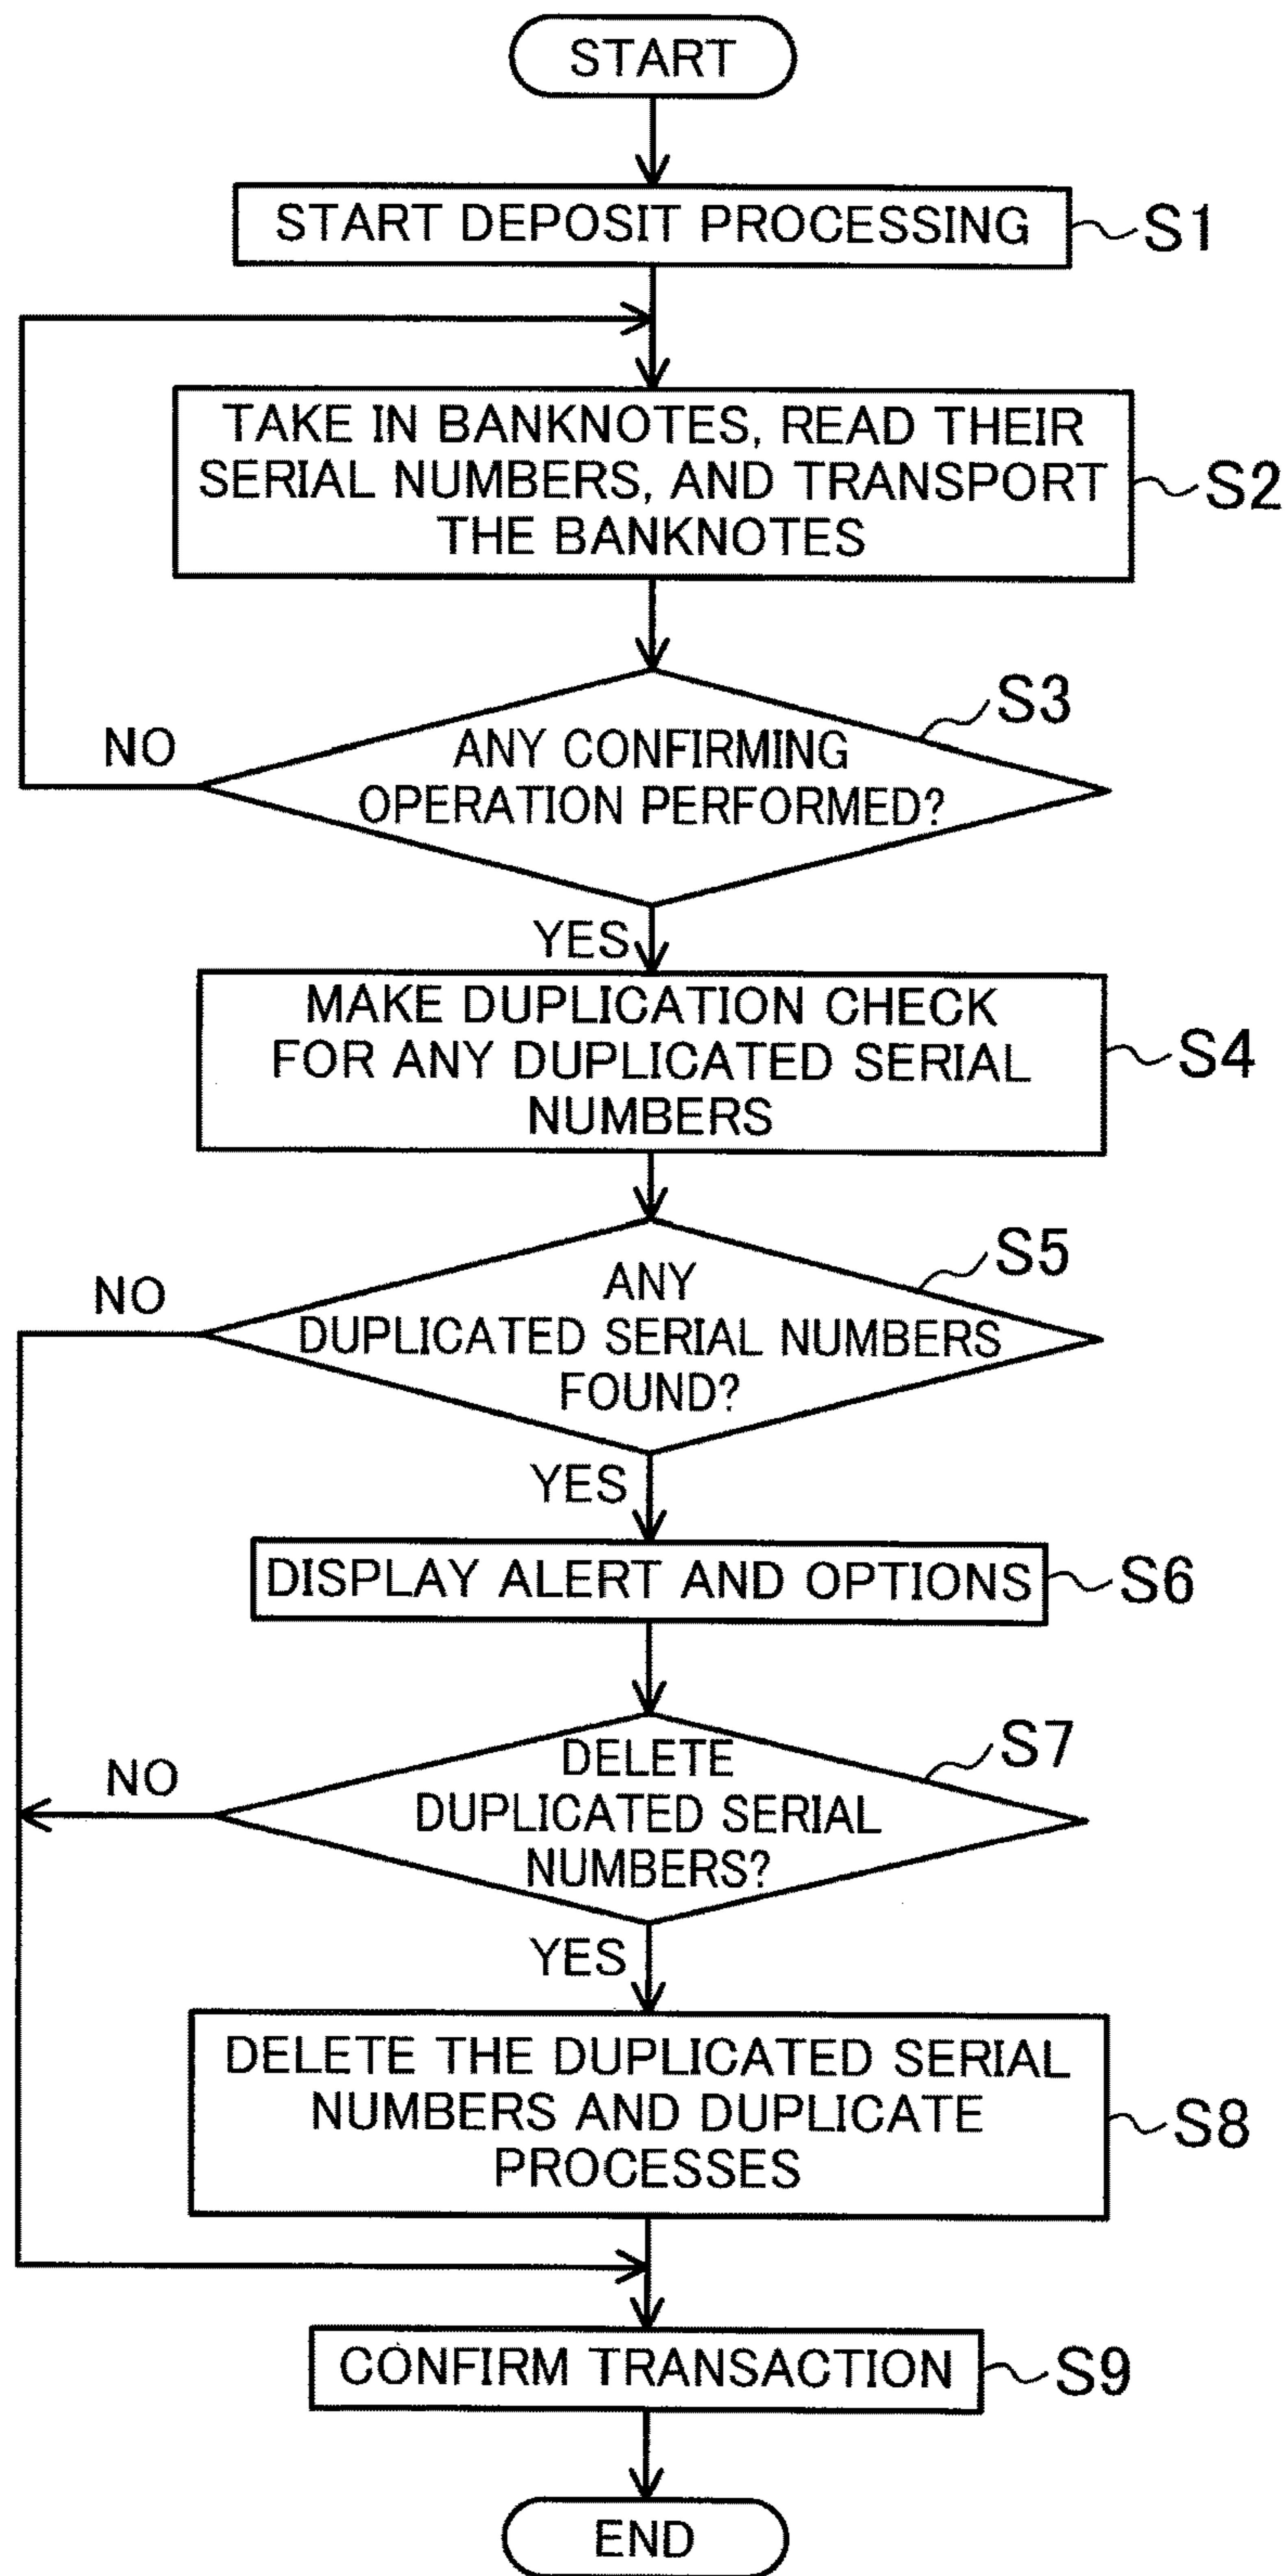 START
START DEPOSIT PROCESSING
S1
TAKE IN BANKNOTES, READ THEIR
SERIAL NUMBERS, AND TRANSPORT
THE BANKNOTES
S2
S3
NO
ANY CONFIRMING
OPERATION PERFORMED?
YES
MAKE DUPLICATION CHECK
FOR ANY DUPLICATED SERIAL
NUMBERS
S4
S5
NO
ANY
DUPLICATED SERIAL NUMBERS
FOUND?
YES
DISPLAY ALERT AND OPTIONS
S6
S7
NO
DELETE
DUPLICATED SERIAL
NUMBERS?
YES
DELETE THE DUPLICATED SERIAL
NUMBERS AND DUPLICATE
PROCESSES
S8
CONFIRM TRANSACTION
S9
END